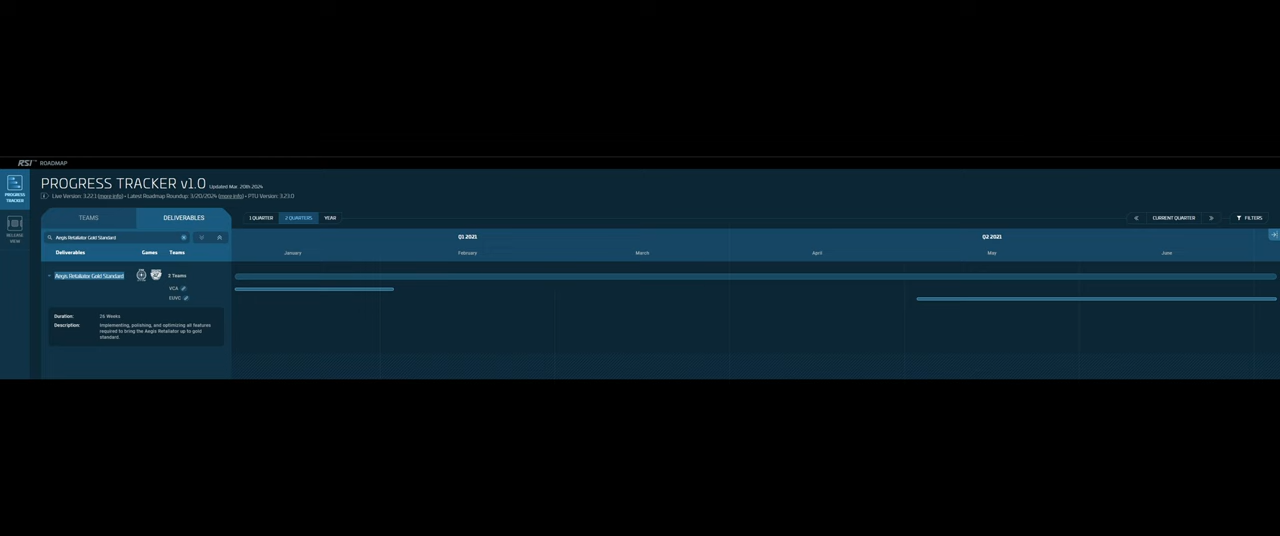 RSI ROADMAP
PROGRESS TRACKER
RELEASE VIEW
PROGRESS TRACKER v1.0 Updated Mar. 20th 2024
Live Version: 3.22.1 (more info) • Latest Roadmap Roundup: 3/20/2024 (more info) • PTU Version: 3.23.0
TEAMS DELIVERABLES
1 QUARTER 2 QUARTERS YEAR
CURRENT QUARTER
FILTERS
Aegis Retaliator Gold Standard
Q1 2021 Q2 2021
Deliverables Games Teams
January February March April May June
Aegis Retaliator Gold Standard 2 Teams
VCA
EUVC
Duration: 26 Weeks
Description: Implementing, polishing, and optimizing all features
required to bring the Aegis Retaliator up to gold
standard.